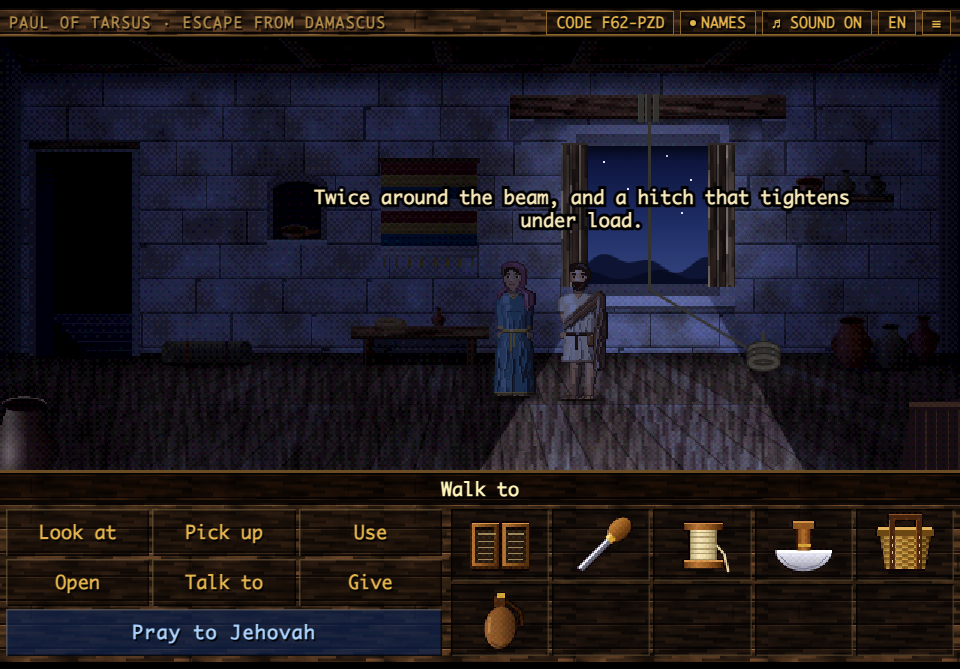 PAUL OF TARSUS · ESCAPE FROM DAMASCUS
CODE F62-PZD
• NAMES
♬ SOUND ON
EN
≡
Twice around the beam, and a hitch that tightens
under load.
Walk to
Look at
Pick up
Use
Open
Talk to
Give
Pray to Jehovah